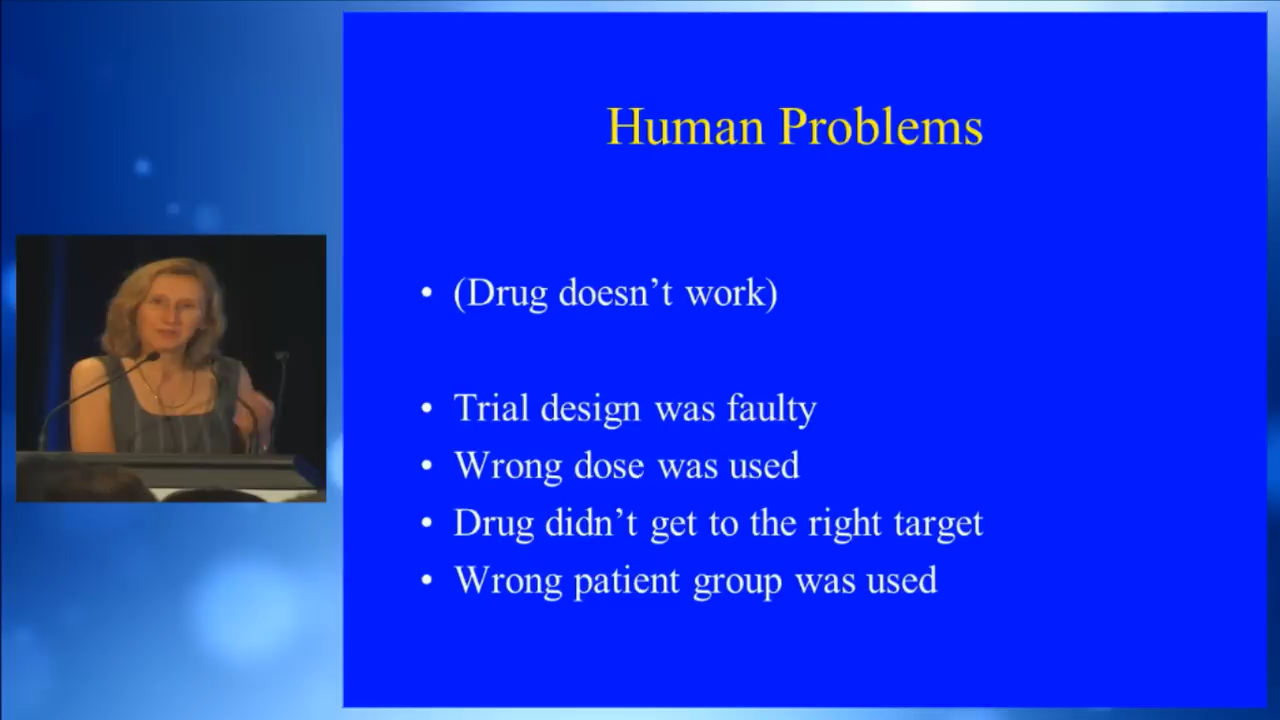 Human Problems
• (Drug doesn't work)
• Trial design was faulty
• Wrong dose was used
• Drug didn't get to the right target
• Wrong patient group was used